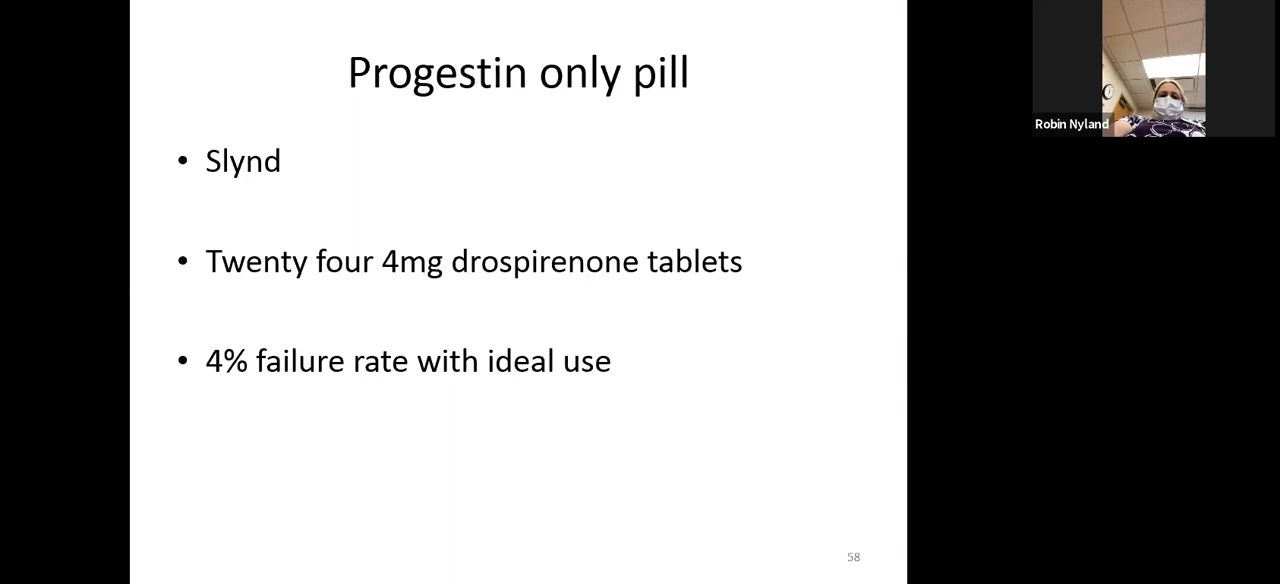 Progestin only pill
Robin Nyland
• Slynd
• Twenty four 4mg drospirenone tablets
• 4% failure rate with ideal use
58